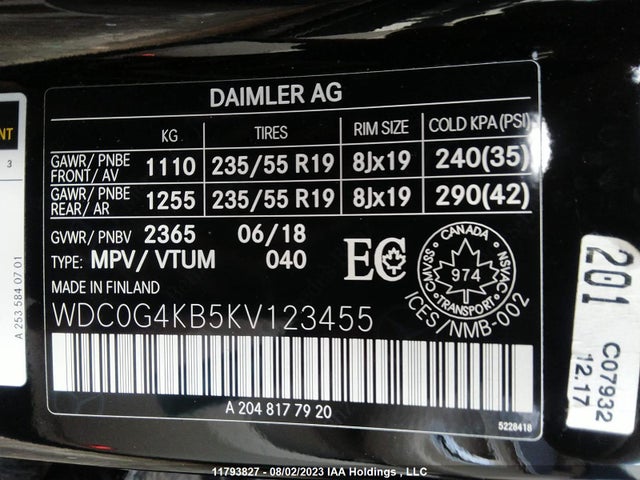 DAIMLER AG
KG TIRES RIM SIZE COLD KPA (PSI)
GAWR/ PNBE FRONT/ AV 1110 235/55 R19 8Jx19 240(35)
GAWR/ PNBE REAR/ AR 1255 235/55 R19 8Jx19 290(42)
GVWR/ PNBV 2365 06/18
TYPE: MPV/ VTUM 040
EC
CANADA
CMVSS 974 NSVAC
TRANSPORT
ICES/NMB-002
MADE IN FINLAND
WDC0G4KB5KV123455
A 204 817 79 20
5228418
ENT
3
A 253 584 07 01
201
C07932
12.17
11793827 - 08/02/2023 IAA Holdings , LLC